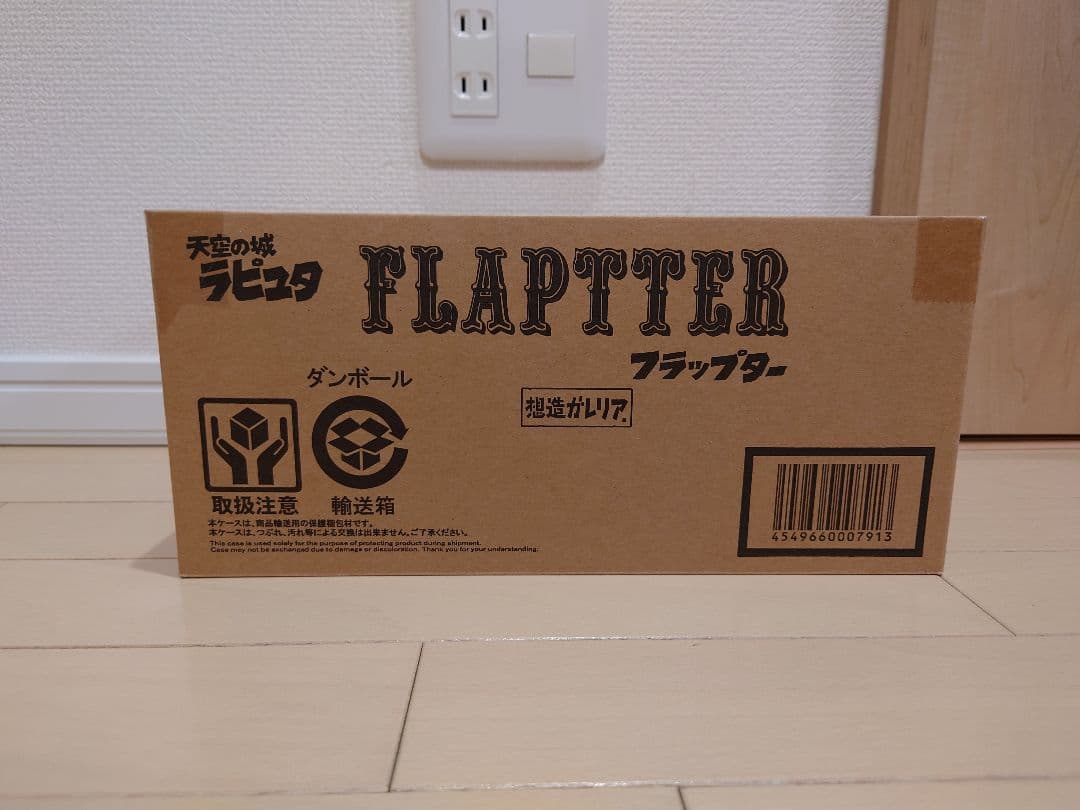 天空の城
ラピュタ
FLAPTTER
フラップター
ダンボール
想造ガレリア.
取扱注意
輸送箱
本ケースは、商品輸送用の保護梱包材です。
本ケースは、つぶれ、汚れ等による交換は出来ません。ご了承ください。
This case is used solely for the purpose of protecting product during shipment.
Case may not be exchanged due to damage or discoloration. Thank you for your understanding.
4549660007913